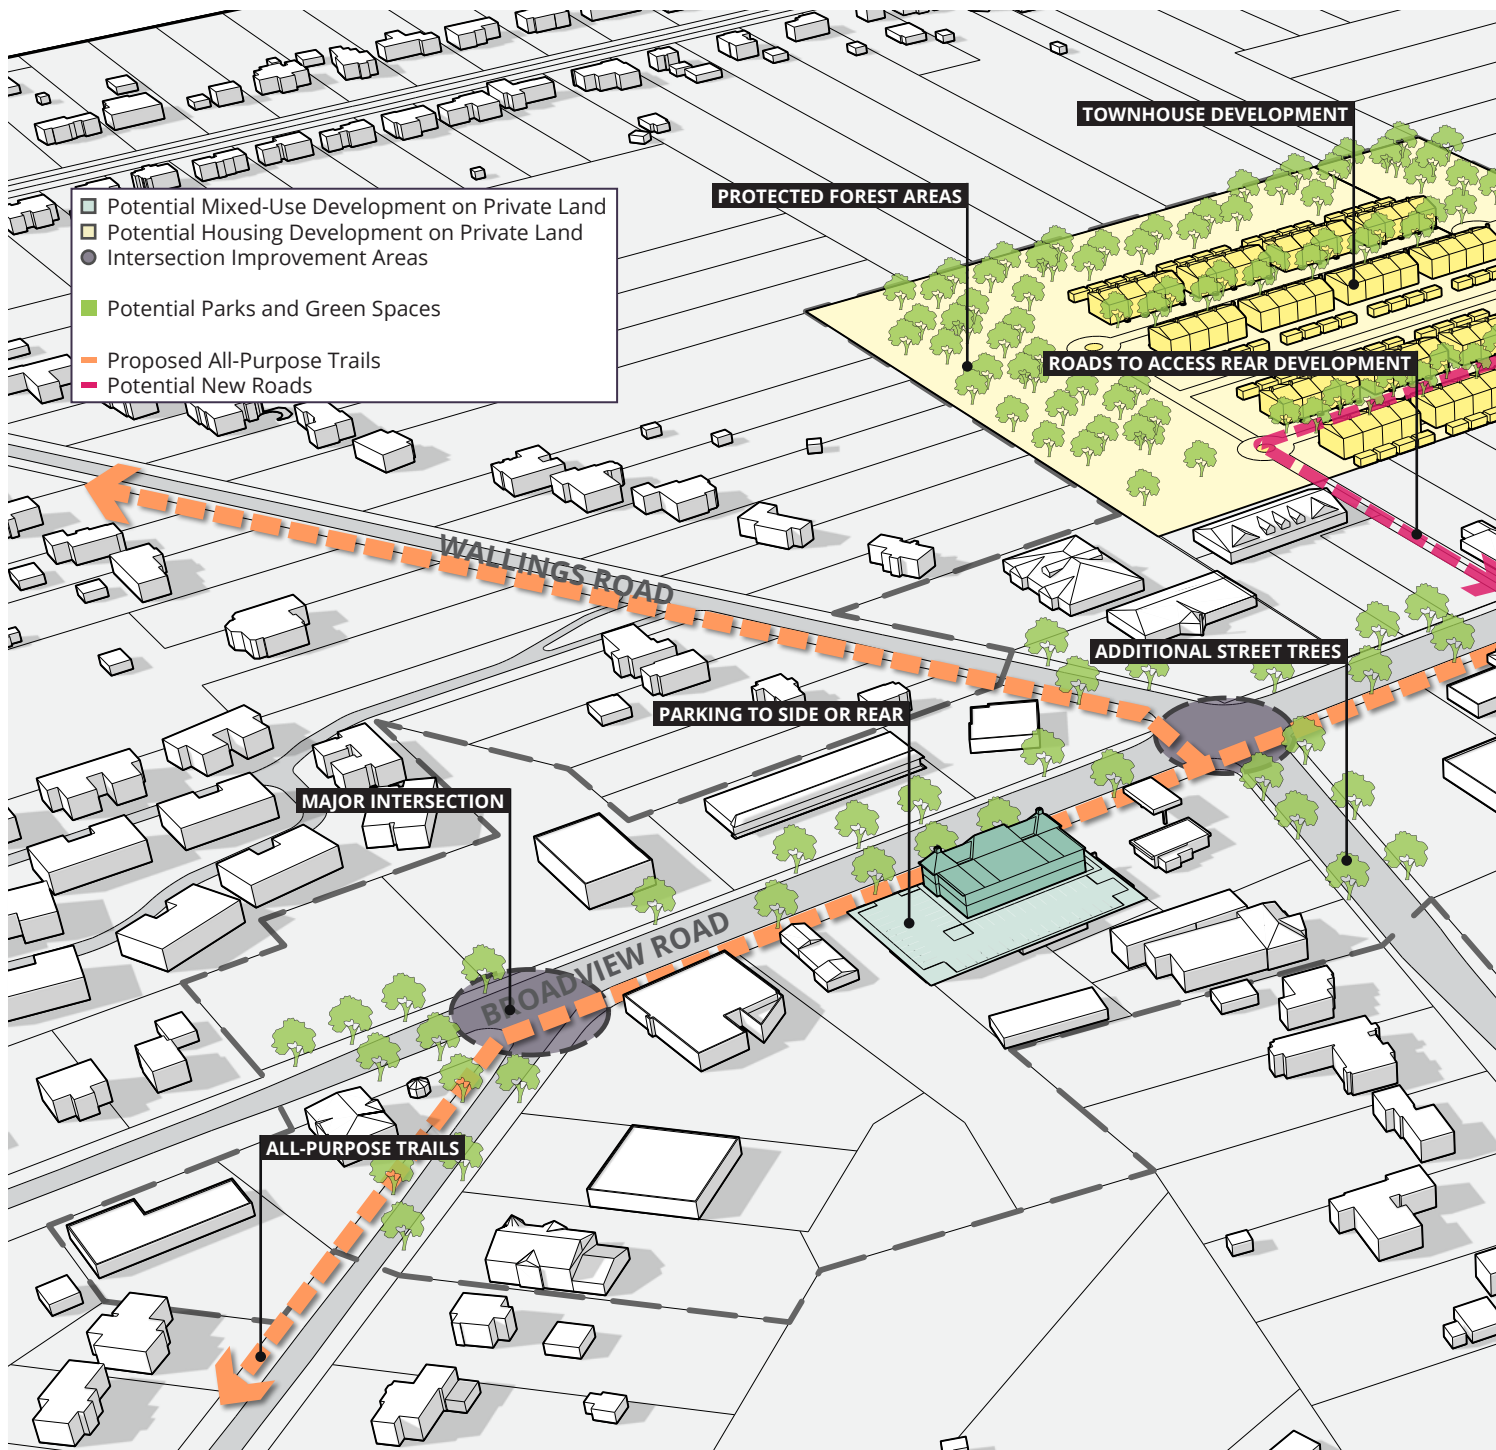 TOWNHOUSE DEVELOPMENT
PROTECTED FOREST AREAS
Potential Mixed-Use Development on Private Land
Potential Housing Development on Private Land
Intersection Improvement Areas
Potential Parks and Green Spaces
Proposed All-Purpose Trails
Potential New Roads
ROADS TO ACCESS REAR DEVELOPMENT
WALLINGS ROAD
ADDITIONAL STREET TREES
PARKING TO SIDE OR REAR
MAJOR INTERSECTION
BROADVIEW ROAD
ALL-PURPOSE TRAILS